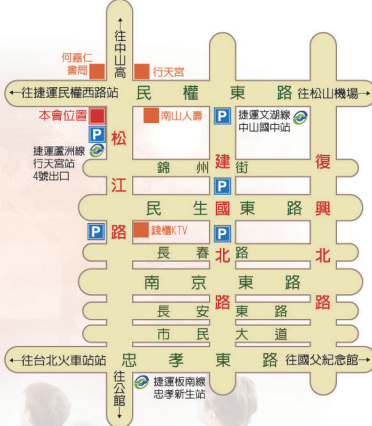 往中山高
何嘉仁
書局
行天宮
←往捷運民權西路站
民權東路
往松山機場→
本會位置
P
南山人壽
P
捷運文湖線
中山國中站
捷運蘆洲線
行天宮站
4號出口
松江路
建國北路
復興北路
錦州街
P
民生東路
P
錢櫃KTV
P
長春路
南京東路
長安東路
市民大道
←往台北火車站站
忠孝東路
往國父紀念館→
往公館
捷運板南線
忠孝新生站